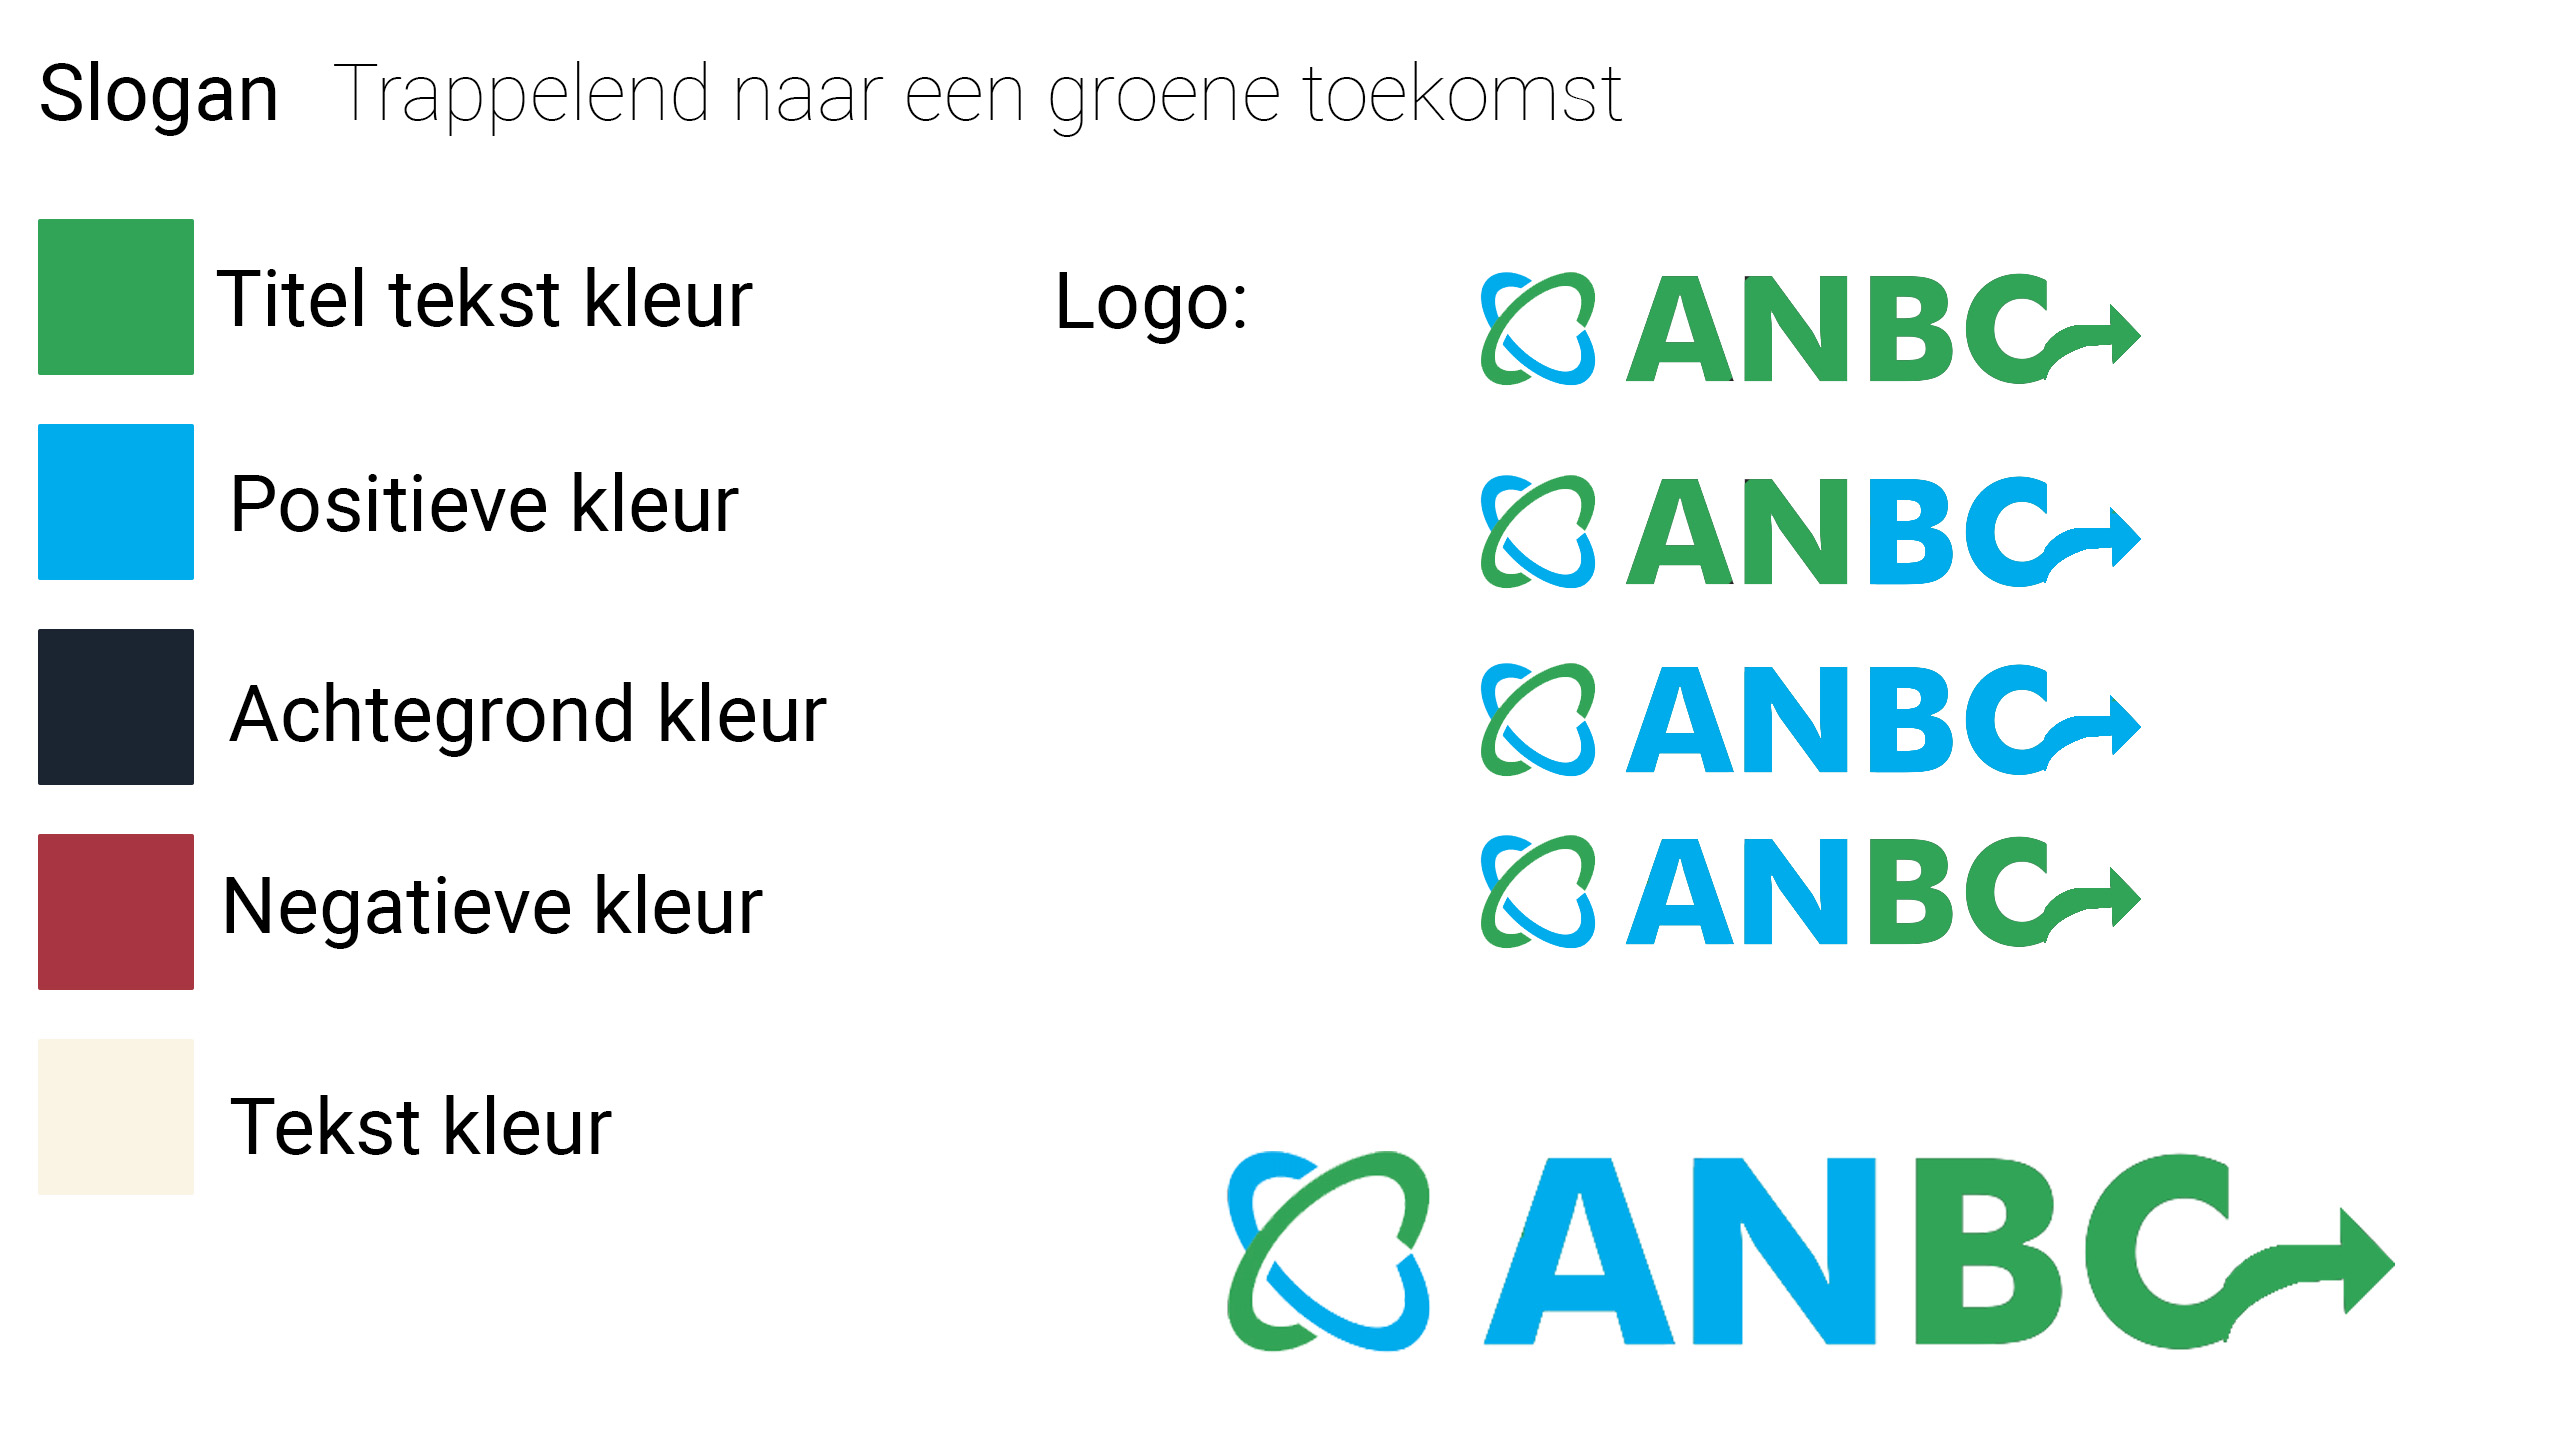 Slogan Trappelend naar een groene toekomst
Titel tekst kleur
Logo:
ANBC
Positieve kleur
ANBC
Achtegrond kleur
ANBC
Negatieve kleur
ANBC
Tekst kleur
ANBC